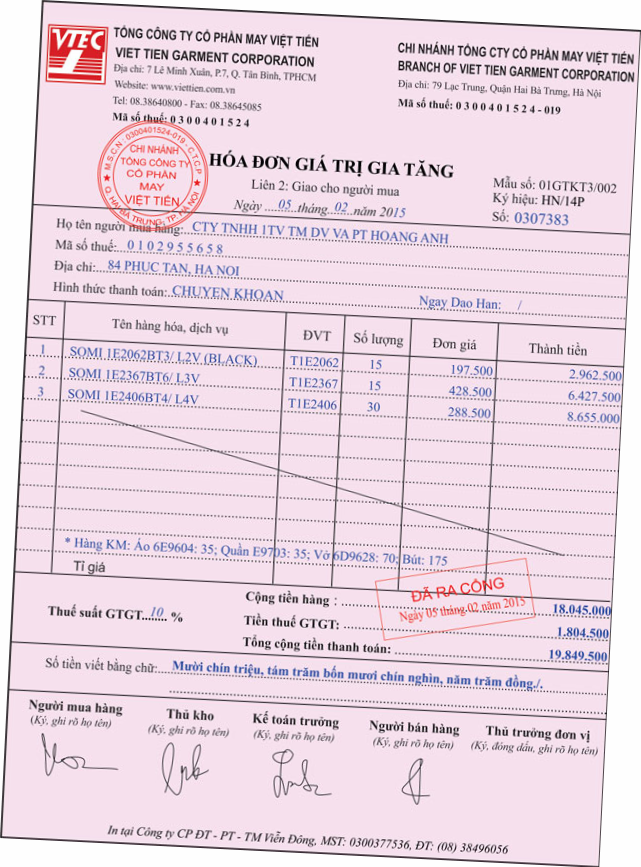 VTEC
TỔNG CÔNG TY CỔ PHẦN MAY VIỆT TIẾN
VIET TIEN GARMENT CORPORATION
Địa chỉ: 7 Lê Minh Xuân, P.7, Q. Tân Bình, TPHCM
Website: www.viettien.com.vn
Tel: 08.38640800 - Fax: 08.38645085
Mã số thuế: 0 3 0 0 4 0 1 5 2 4
CHI NHÁNH TỔNG CTY CỔ PHẦN MAY VIỆT TIẾN
BRANCH OF VIET TIEN GARMENT CORPORATION
Địa chỉ: 79 Lạc Trung, Quận Hai Bà Trưng, Hà Nội
Mã số thuế: 0 3 0 0 4 0 1 5 2 4 - 019
M.S.C.N: 0300401524-019 - C.T.C.P
CHI NHÁNH
TỔNG CÔNG TY
CỔ PHẦN
MAY
VIỆT TIẾN
Q. HAI BÀ TRƯNG - TP. HÀ NỘI
HÓA ĐƠN GIÁ TRỊ GIA TĂNG
Liên 2: Giao cho người mua
Ngày 05 tháng 02 năm 2015
Mẫu số: 01GTKT3/002
Ký hiệu: HN/14P
Số: 0307383
Họ tên người mua hàng: CTY TNHH 1TV TM DV VA PT HOANG ANH
Mã số thuế: 0 1 0 2 9 5 5 6 5 8
Địa chỉ: 84 PHUC TAN, HA NOI
Hình thức thanh toán: CHUYEN KHOAN Ngay Dao Han: /
STT Tên hàng hóa, dịch vụ ĐVT Số lượng Đơn giá Thành tiền
1 SOMI 1E2062BT3/ L2V (BLACK) T1E2062 15 197.500 2.962.500
2 SOMI 1E2367BT6/ L3V T1E2367 15 428.500 6.427.500
3 SOMI 1E2406BT4/ L4V T1E2406 30 288.500 8.655.000
* Hàng KM: Áo 6E9604: 35; Quần E9703: 35; Vớ 6D9628: 70; Bút: 175
Tỉ giá
ĐÃ RA CỔNG
Ngày 05 tháng 02 năm 2015
Cộng tiền hàng : 18.045.000
Thuế suất GTGT 10 % Tiền thuế GTGT: 1.804.500
Tổng cộng tiền thanh toán: 19.849.500
Số tiền viết bằng chữ: Mười chín triệu, tám trăm bốn mươi chín nghìn, năm trăm đồng./.
Người mua hàng Thủ kho Kế toán trưởng Người bán hàng Thủ trưởng đơn vị
(Ký, ghi rõ họ tên) (Ký, ghi rõ họ tên) (Ký, ghi rõ họ tên) (Ký, ghi rõ họ tên) (Ký, đóng dấu, ghi rõ họ tên)
In tại Công ty CP ĐT - PT - TM Viễn Đông, MST: 0300377536, ĐT: (08) 38496056